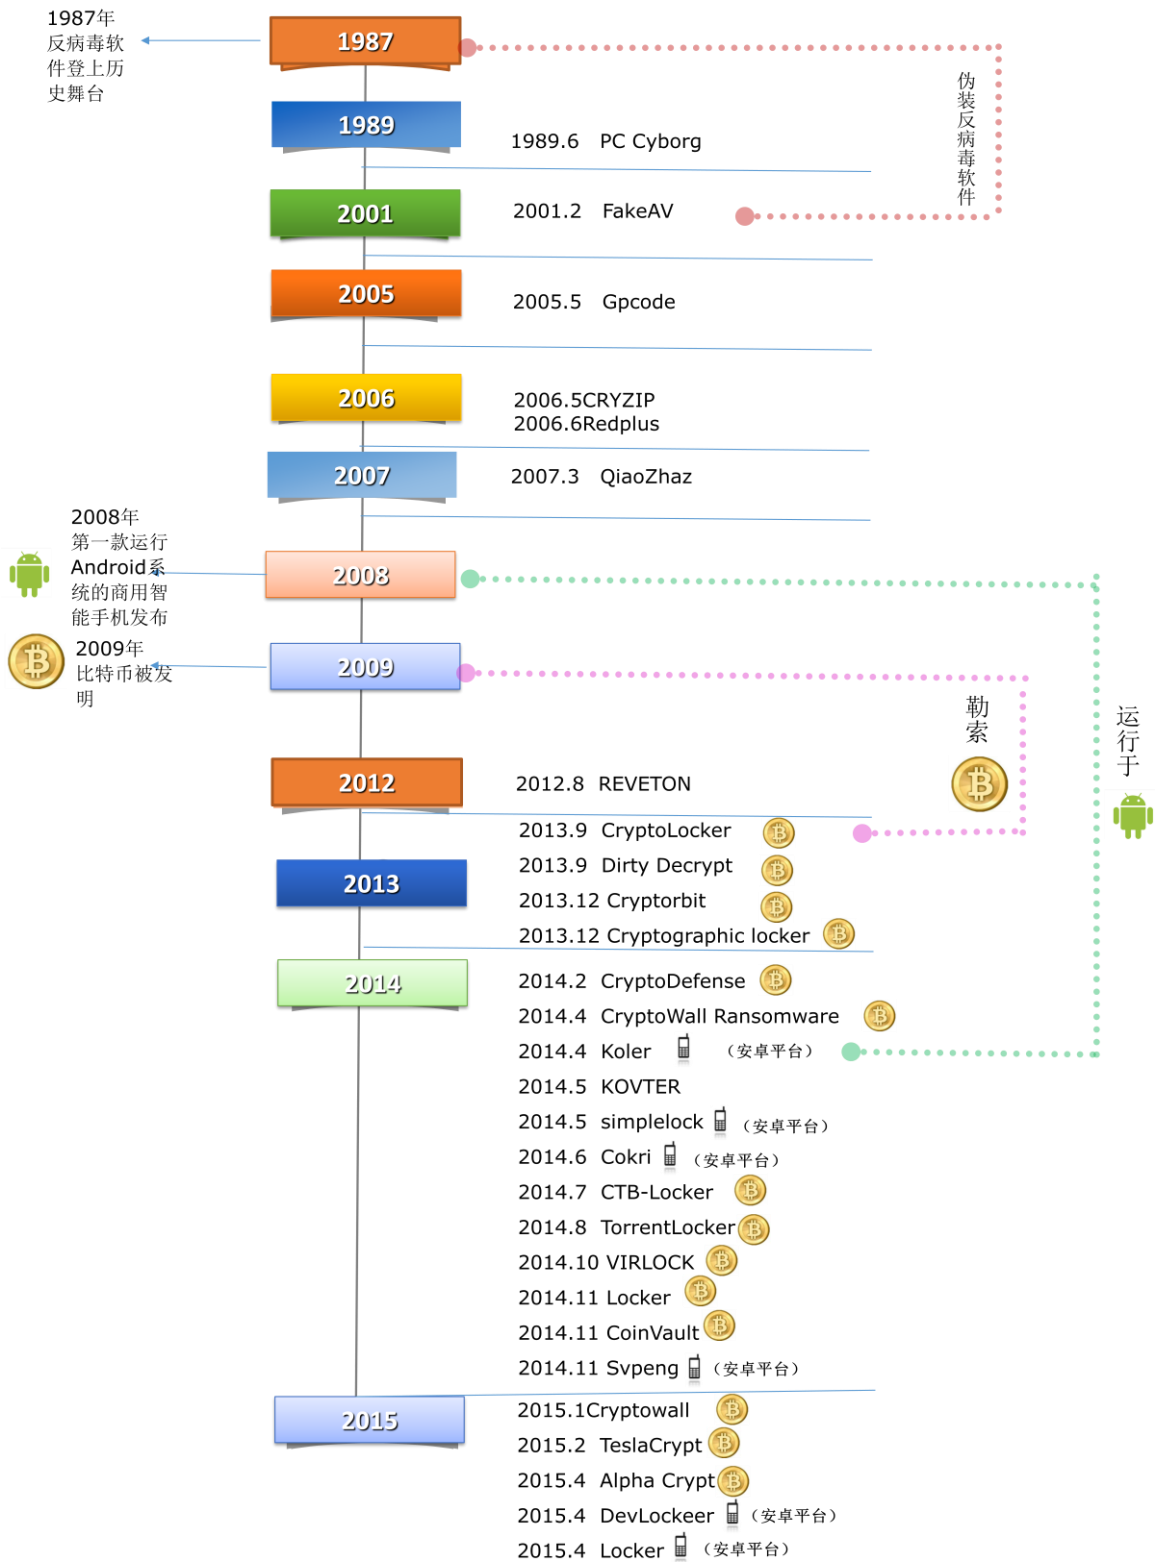 1987年
反病毒软
件登上历
史舞台
1987
伪装反病毒软件
1989
1989.6 PC Cyborg
2001
2001.2 FakeAV
2005
2005.5 Gpcode
2006
2006.5CRYZIP
2006.6Redplus
2007
2007.3 QiaoZhaz
2008年
第一款运行
Android系
统的商用智
能手机发布
2008
2009年
比特币被发
明
2009
勒索
运行于
2012
2012.8 REVETON
2013
2013.9 CryptoLocker
2013.9 Dirty Decrypt
2013.12 Cryptorbit
2013.12 Cryptographic locker
2014
2014.2 CryptoDefense
2014.4 CryptoWall Ransomware
2014.4 Koler （安卓平台）
2014.5 KOVTER
2014.5 simplelock （安卓平台）
2014.6 Cokri （安卓平台）
2014.7 CTB-Locker
2014.8 TorrentLocker
2014.10 VIRLOCK
2014.11 Locker
2014.11 CoinVault
2014.11 Svpeng （安卓平台）
2015
2015.1Cryptowall
2015.2 TeslaCrypt
2015.4 Alpha Crypt
2015.4 DevLockeer （安卓平台）
2015.4 Locker （安卓平台）